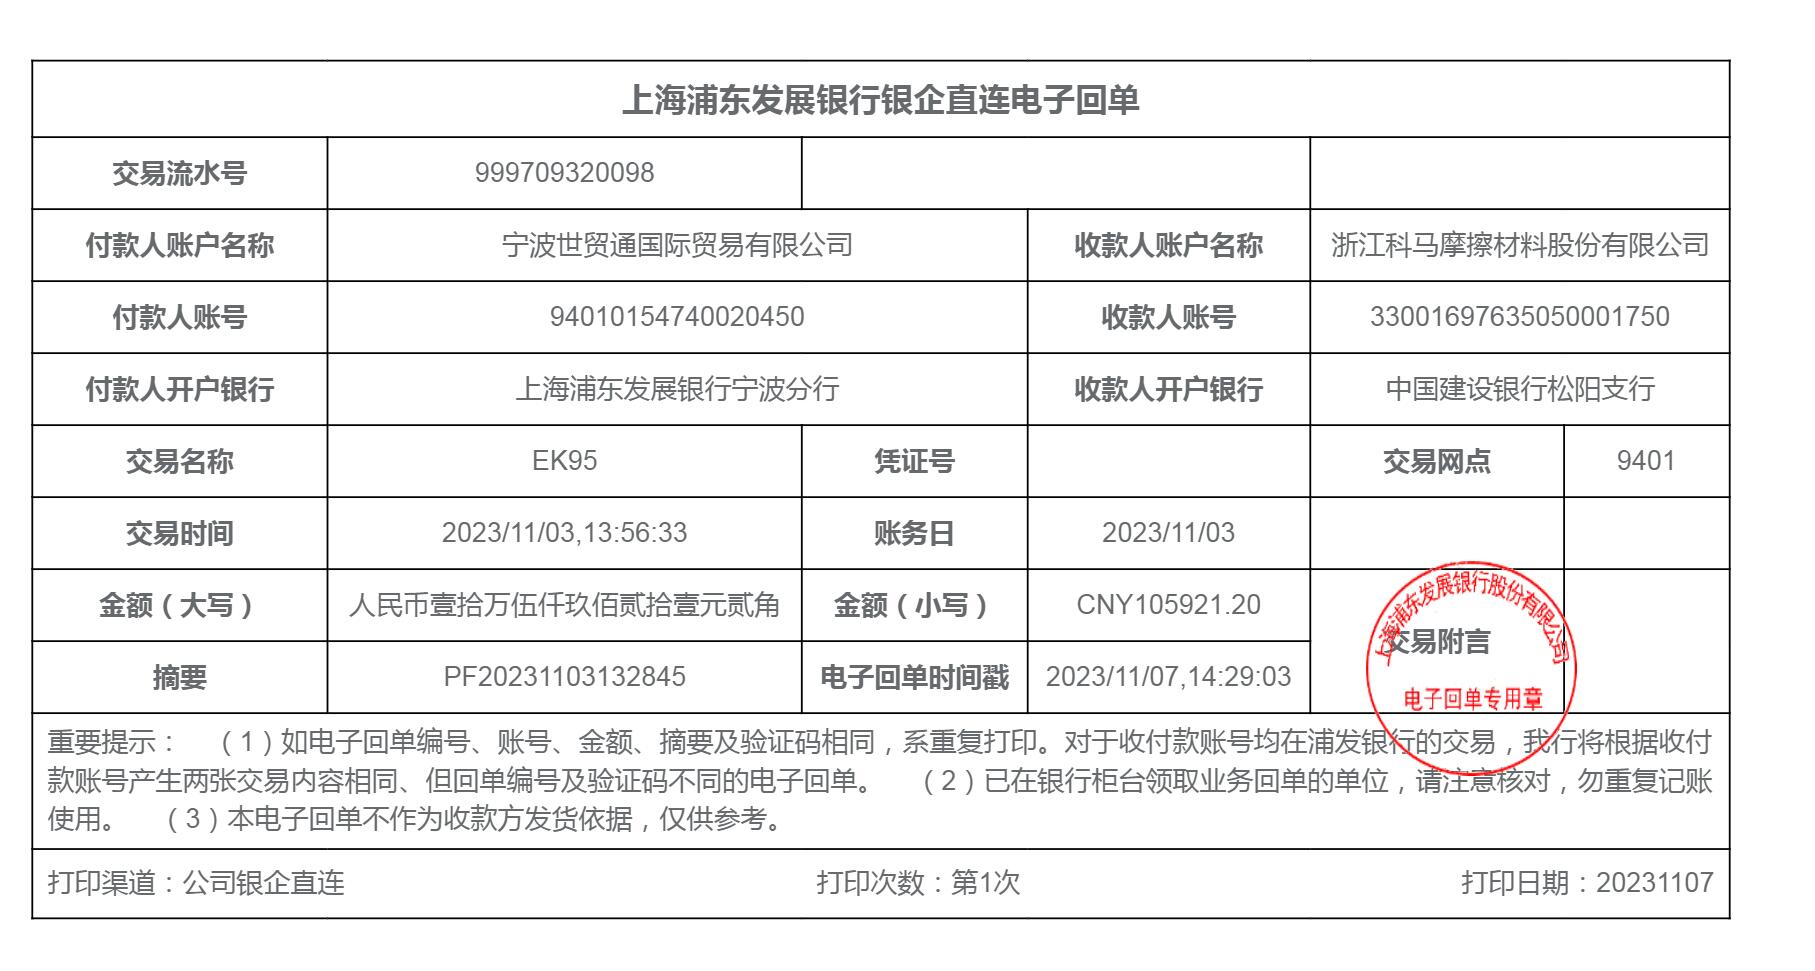 上海浦东发展银行银企直连电子回单
交易流水号 999709320098
付款人账户名称 宁波世贸通国际贸易有限公司 收款人账户名称 浙江科马摩擦材料股份有限公司
付款人账号 94010154740020450 收款人账号 33001697635050001750
付款人开户银行 上海浦东发展银行宁波分行 收款人开户银行 中国建设银行松阳支行
交易名称 EK95 凭证号 交易网点 9401
交易时间 2023/11/03,13:56:33 账务日 2023/11/03
金额（大写） 人民币壹拾万伍仟玖佰贰拾壹元贰角 金额（小写） CNY105921.20
交易附言
摘要 PF20231103132845 电子回单时间戳 2023/11/07,14:29:03
上海浦东发展银行股份有限公司
电子回单专用章
重要提示： （1）如电子回单编号、账号、金额、摘要及验证码相同，系重复打印。对于收付款账号均在浦发银行的交易，我行将根据收付
款账号产生两张交易内容相同、但回单编号及验证码不同的电子回单。 （2）已在银行柜台领取业务回单的单位，请注意核对，勿重复记账
使用。 （3）本电子回单不作为收款方发货依据，仅供参考。
打印渠道：公司银企直连 打印次数：第1次 打印日期：20231107